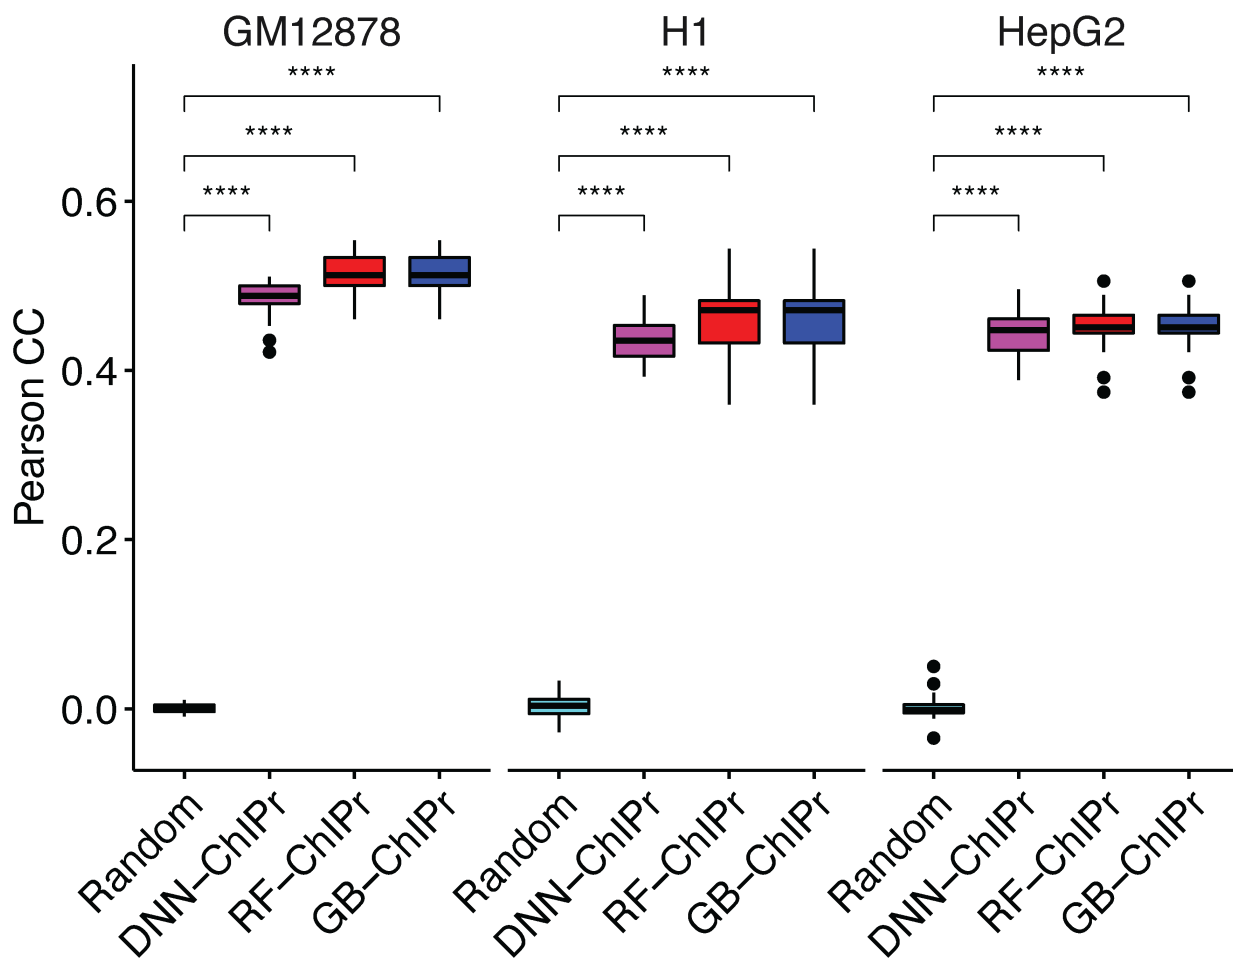 GM12878 H1 HepG2
**** **** ****
**** **** ****
**** **** ****
0.6
0.4
0.2
0.0
Pearson CC
Random DNN–ChIPr RF–ChIPr GB–ChIPr Random DNN–ChIPr RF–ChIPr GB–ChIPr Random DNN–ChIPr RF–ChIPr GB–ChIPr